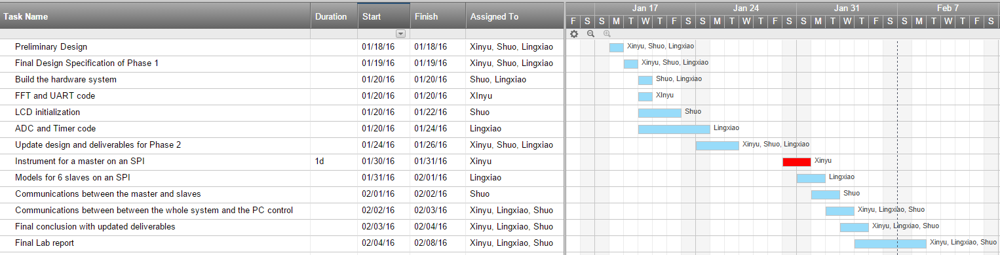 Task Name Duration Start Finish Assigned To Jan 17 Jan 24 Jan 31 Feb 7
F S S M T W T F S S M T W T F S S M T W T F S S M T W T F S
Preliminary Design 01/18/16 01/18/16 Xinyu, Shuo, Lingxiao Xinyu, Shuo, Lingxiao
Final Design Specification of Phase 1 01/19/16 01/19/16 Xinyu, Shuo, Lingxiao Xinyu, Shuo, Lingxiao
Build the hardware system 01/20/16 01/20/16 Shuo, Lingxiao Shuo, Lingxiao
FFT and UART code 01/20/16 01/20/16 XInyu XInyu
LCD initialization 01/20/16 01/22/16 Shuo Shuo
ADC and Timer code 01/20/16 01/24/16 Lingxiao Lingxiao
Update design and deliverables for Phase 2 01/24/16 01/26/16 Xinyu, Shuo, Lingxiao Xinyu, Shuo, Lingxiao
Instrument for a master on an SPI 1d 01/30/16 01/31/16 Xinyu Xinyu
Models for 6 slaves on an SPI 01/31/16 02/01/16 Lingxiao Lingxiao
Communications between the master and slaves 02/01/16 02/02/16 Shuo Shuo
Communications between between the whole system and the PC control 02/02/16 02/03/16 Xinyu, Lingxiao, Shuo Xinyu, Lingxiao, Shuo
Final conclusion with updated deliverables 02/03/16 02/04/16 Xinyu, Lingxiao, Shuo Xinyu, Lingxiao, Shuo
Final Lab report 02/04/16 02/08/16 Xinyu, Lingxiao, Shuo Xinyu, Lingxiao, Shuo